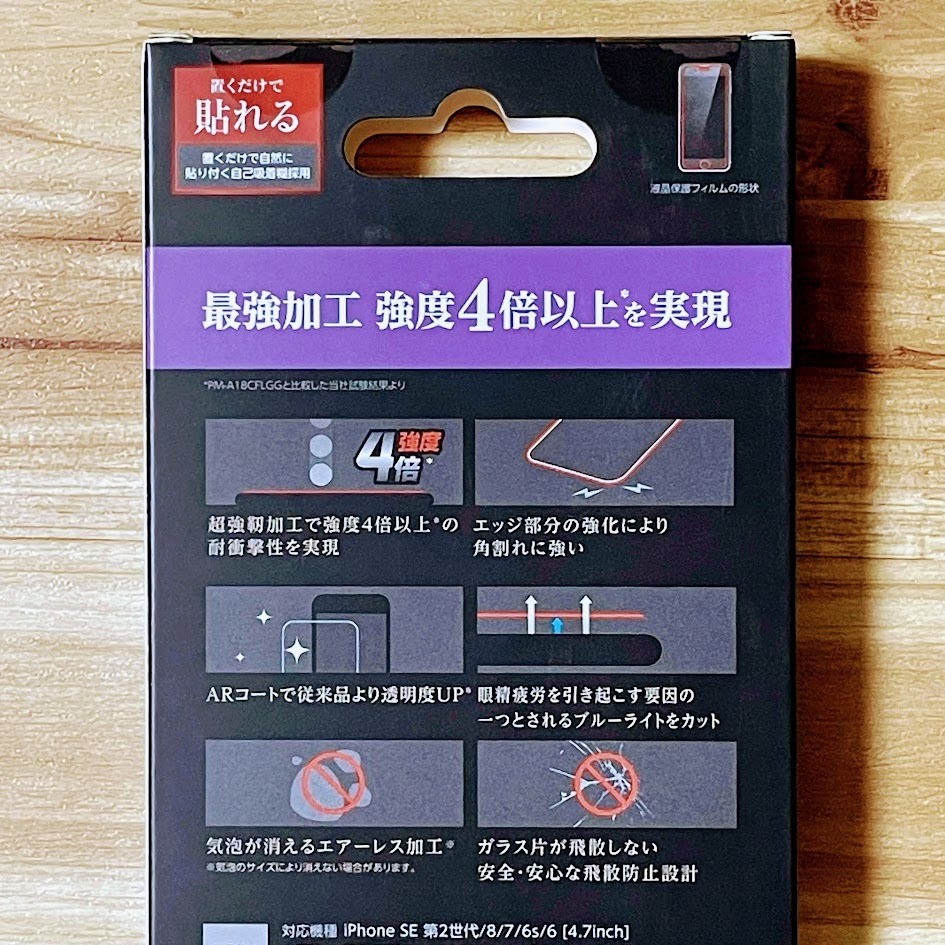 置くだけで
貼れる
置くだけで自然に
貼り付く自己吸着糊採用
液晶保護フィルムの形状
最強加工 強度4倍以上*を実現
*PM-A18CFLGGと比較した当社試験結果より
強度
4倍*
超強靭加工で強度4倍以上*の
耐衝撃性を実現
エッジ部分の強化により
角割れに強い
ARコートで従来品より透明度UP*
眼精疲労を引き起こす要因の
一つとされるブルーライトをカット
気泡が消えるエアーレス加工※
※気泡のサイズにより消えない場合があります。
ガラス片が飛散しない
安全・安心な飛散防止設計
対応機種 iPhone SE 第2世代/8/7/6s/6 [4.7inch]